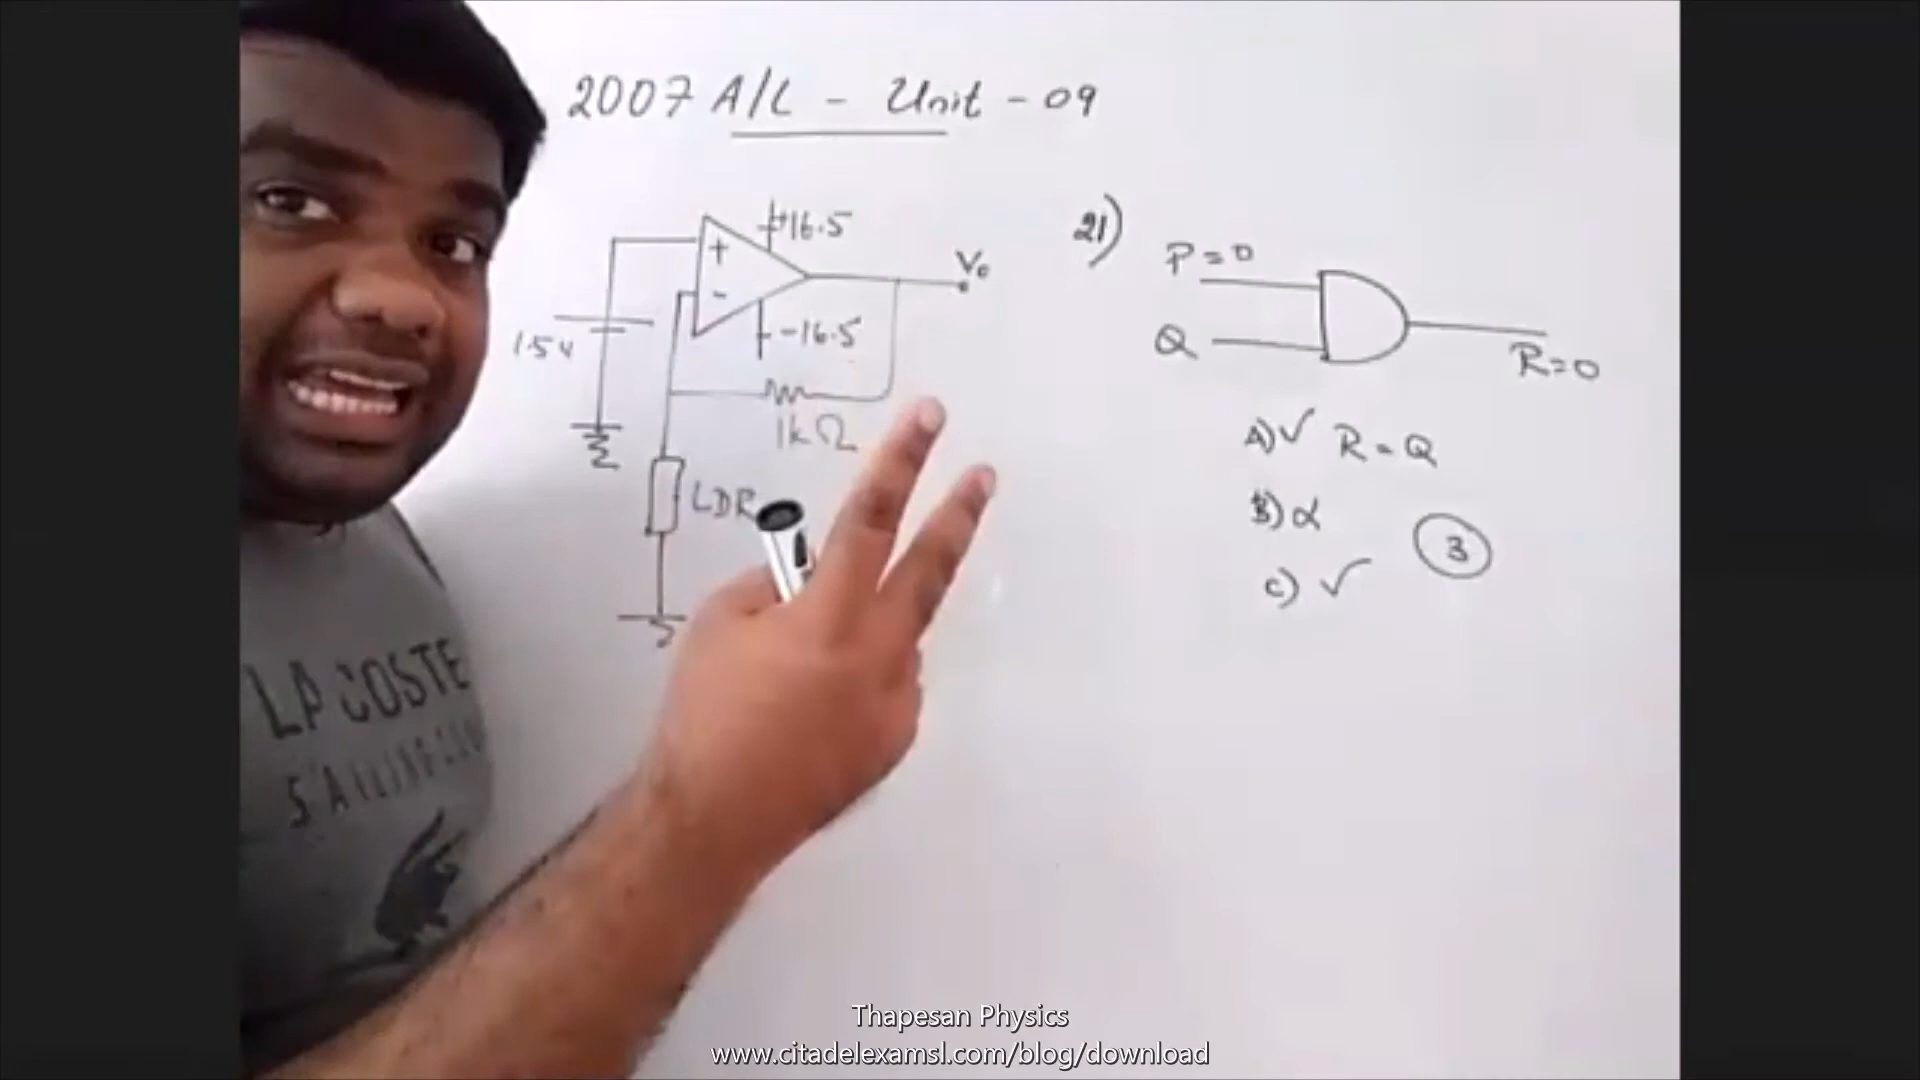 2007 A/L - Unit - 09
+16.5
+
-
-16.5
V₀
1.5V
1kΩ
LDR
21)
P=0
Q
R=0
A)✓ R=Q
B)α
C) ✓
3
LA COSTE
SAILING
Thapesan Physics
www.citadelexamsl.com/blog/download